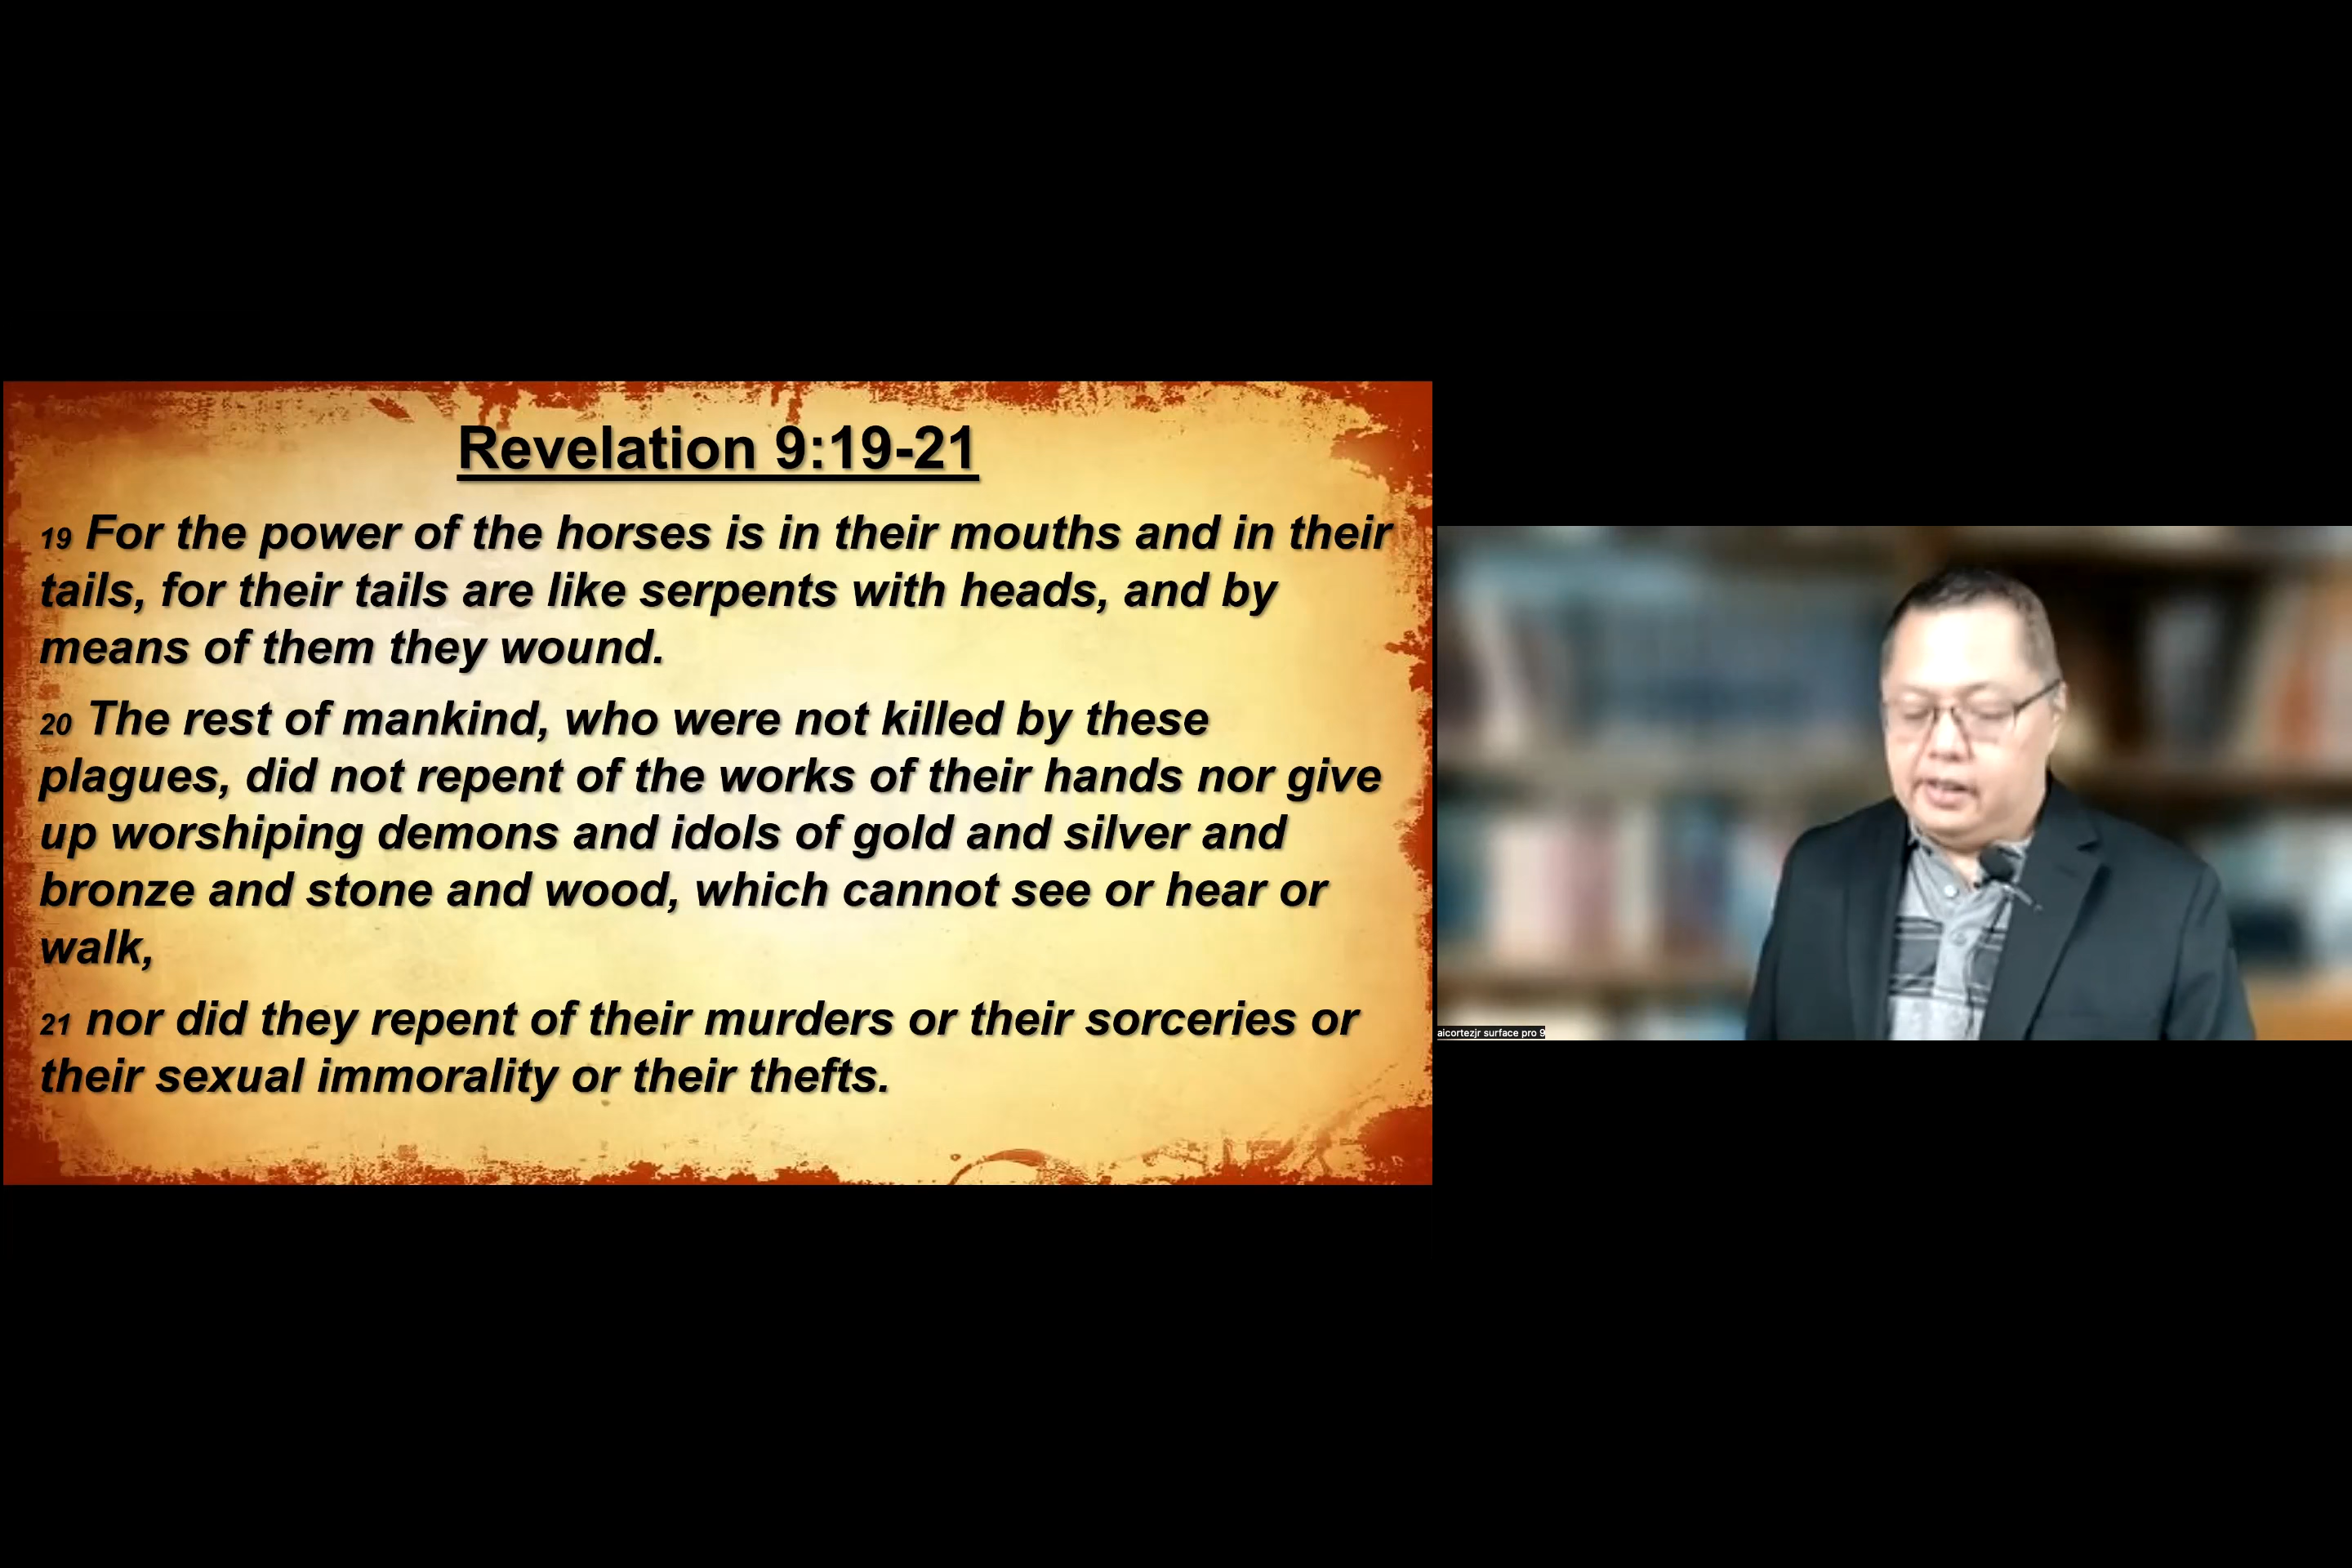 Revelation 9:19-21
19 For the power of the horses is in their mouths and in their
tails, for their tails are like serpents with heads, and by
means of them they wound.
20 The rest of mankind, who were not killed by these
plagues, did not repent of the works of their hands nor give
up worshiping demons and idols of gold and silver and
bronze and stone and wood, which cannot see or hear or
walk,
21 nor did they repent of their murders or their sorceries or
their sexual immorality or their thefts.
aicortezjr surface pro 9